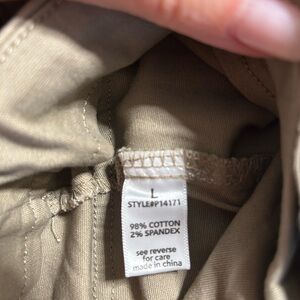 L
STYLE#P14171
98% COTTON
2% SPANDEX
see reverse
for care
made in china